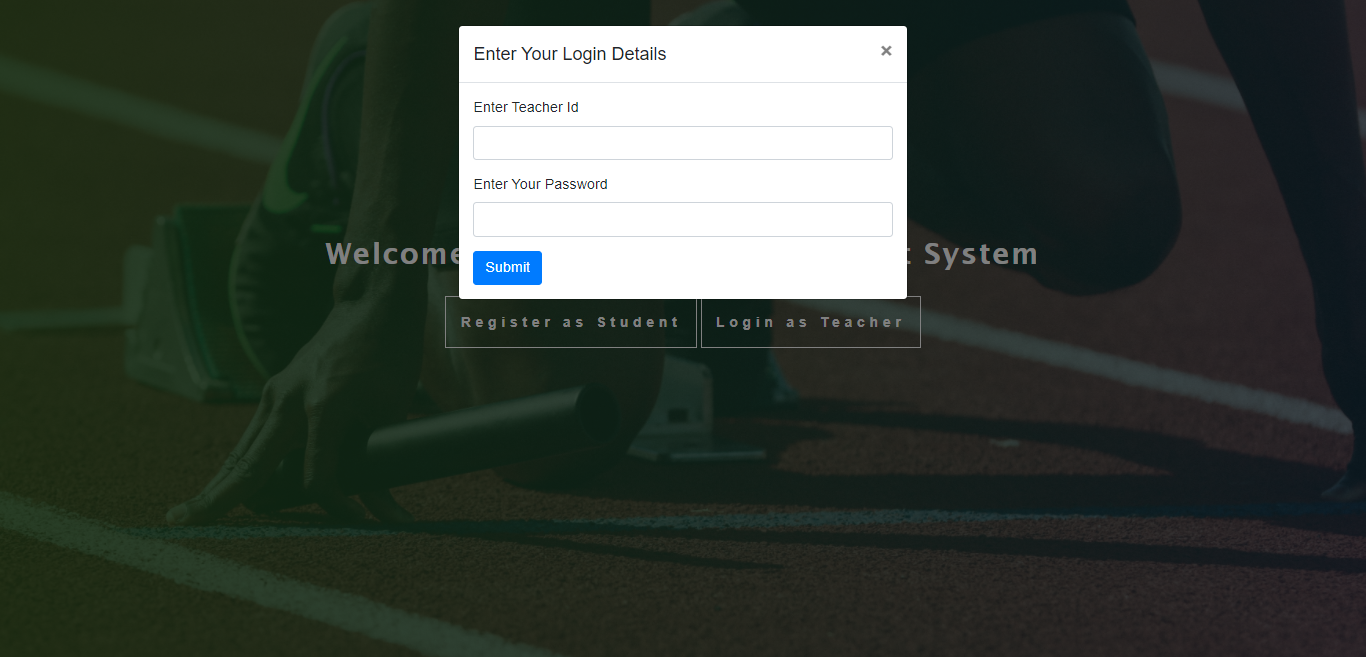 Enter Your Login Details ×
Enter Teacher Id
Enter Your Password
Welcome System
Submit
Register as Student Login as Teacher